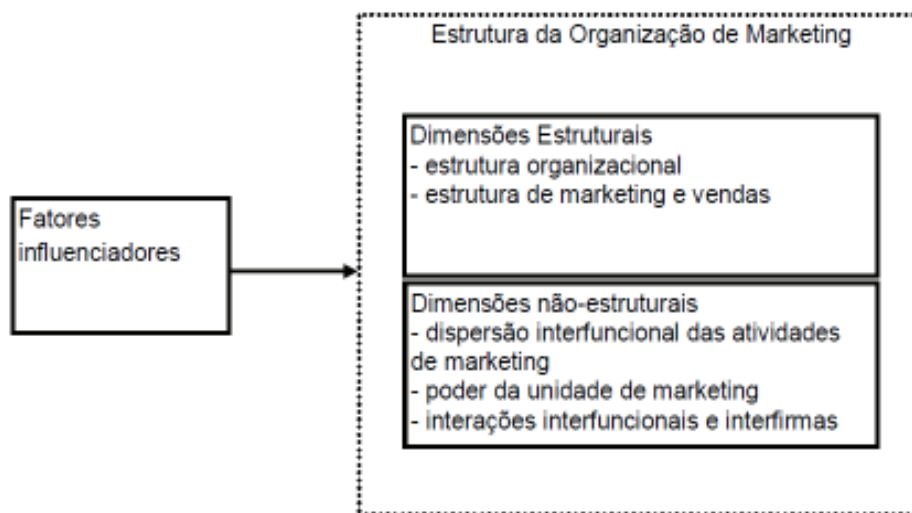 Estrutura da Organização de Marketing
Fatores
influenciadores
Dimensões Estruturais
- estrutura organizacional
- estrutura de marketing e vendas
Dimensões não-estruturais
- dispersão interfuncional das atividades
de marketing
- poder da unidade de marketing
- interações interfuncionais e interfirmas